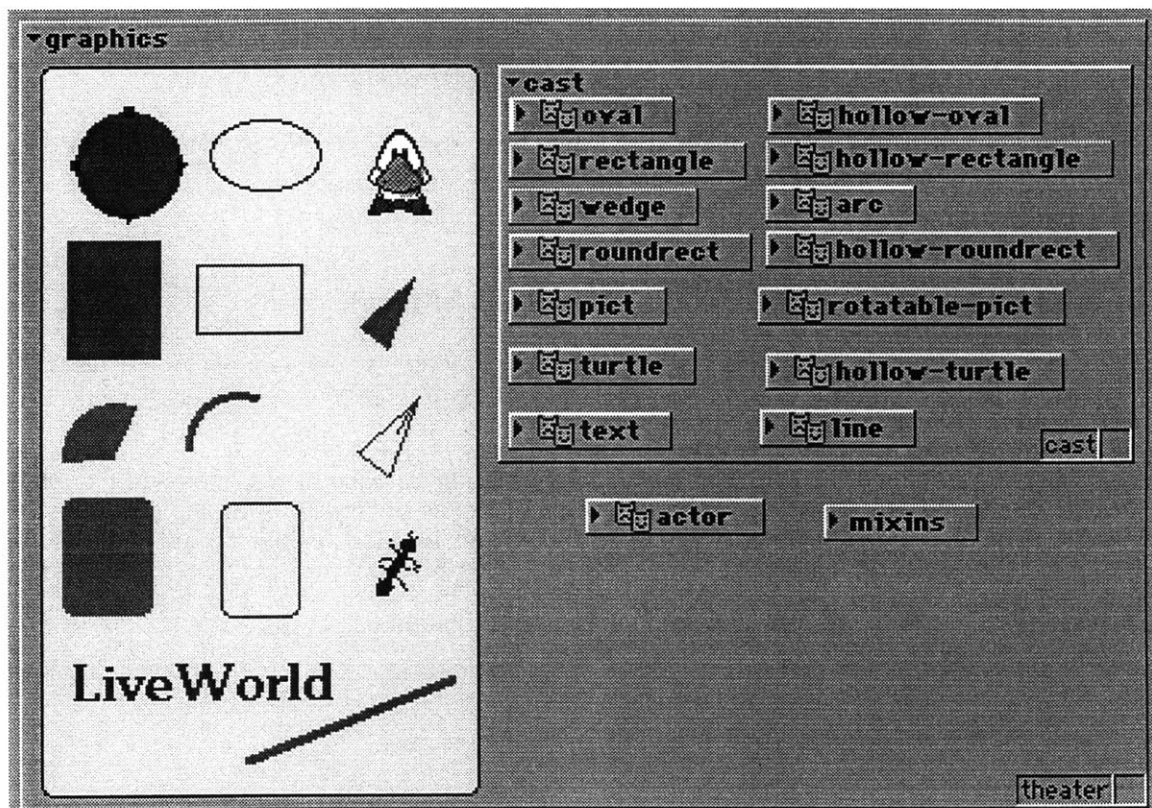 graphics
cast
oval
hollow-oval
rectangle
hollow-rectangle
wedge
arc
roundrect
hollow-roundrect
pict
rotatable-pict
turtle
hollow-turtle
text
line
cast
actor
mixins
LiveWorld
theater